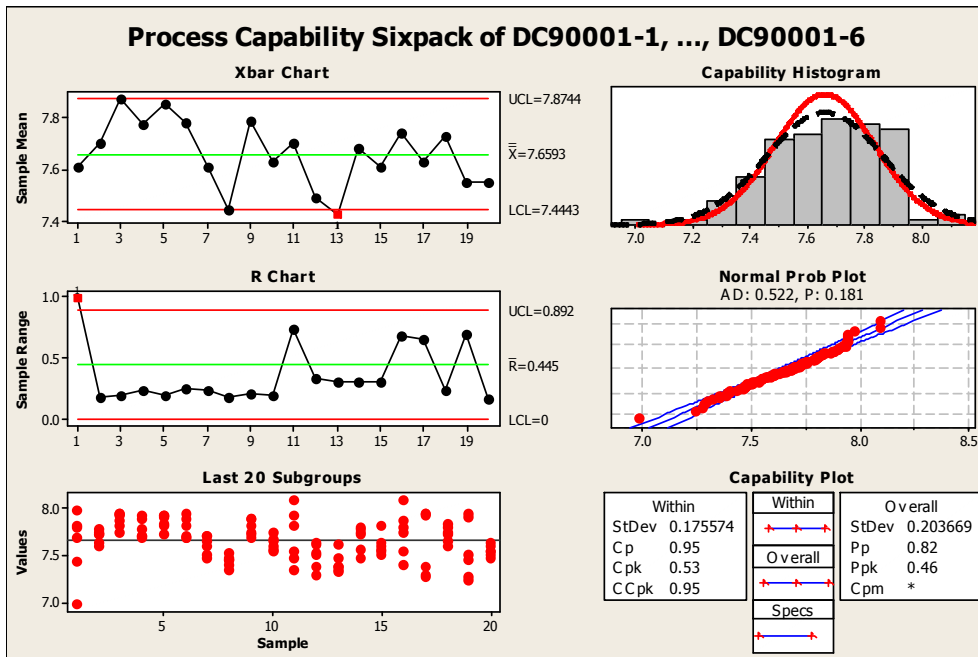 Process Capability Sixpack of DC90001-1, ..., DC90001-6
Xbar Chart
Sample Mean
7.8
7.6
7.4
1 3 5 7 9 11 13 15 17 19
UCL=7.8744
X=7.6593
LCL=7.4443
1
Capability Histogram
7.0 7.2 7.4 7.6 7.8 8.0
R Chart
Sample Range
1.0
0.5
0.0
1
1 3 5 7 9 11 13 15 17 19
UCL=0.892
R=0.445
LCL=0
Normal Prob Plot
AD: 0.522, P: 0.181
7.0 7.5 8.0 8.5
Last 20 Subgroups
Values
8.0
7.5
7.0
5 10 15 20
Sample
Capability Plot
Within
StDev 0.175574
Cp 0.95
Cpk 0.53
CCpk 0.95
Within
Overall
Specs
Overall
StDev 0.203669
Pp 0.82
Ppk 0.46
Cpm *